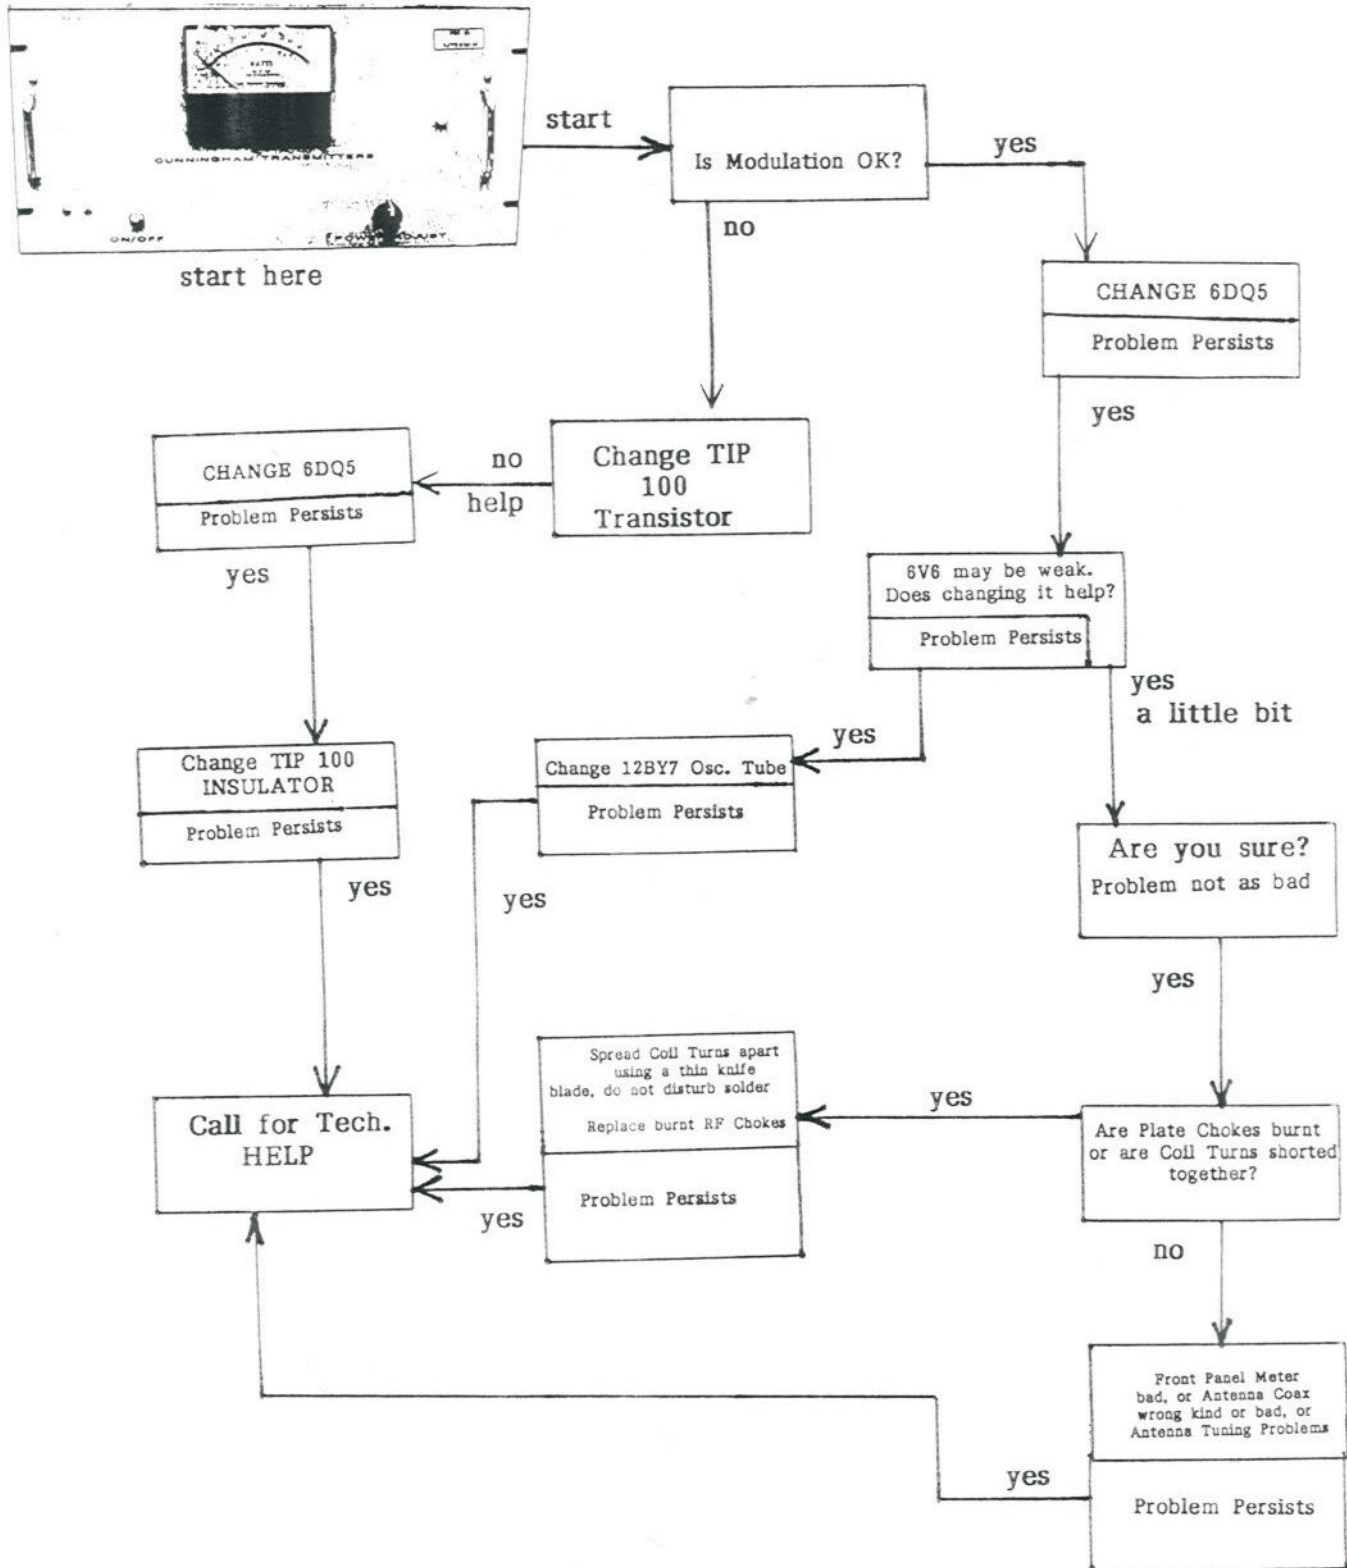 CUNNINGHAM TRANSMITTERS
ON/OFF
POWER ADJUST
start here
start
Is Modulation OK?
yes
no
CHANGE 6DQ5
Problem Persists
yes
Change TIP
100
Transistor
no
help
CHANGE 6DQ5
Problem Persists
yes
6V6 may be weak.
Does changing it help?
Problem Persists
yes
a little bit
yes
Change TIP 100
INSULATOR
Problem Persists
yes
Change 12BY7 Osc. Tube
Problem Persists
yes
Are you sure?
Problem not as bad
yes
Spread Coil Turns apart
using a thin knife
blade, do not disturb solder
Replace burnt RF Chokes
Problem Persists
yes
yes
Are Plate Chokes burnt
or are Coil Turns shorted
together?
no
Call for Tech.
HELP
Front Panel Meter
bad, or Antenna Coax
wrong kind or bad, or
Antenna Tuning Problems
Problem Persists
yes